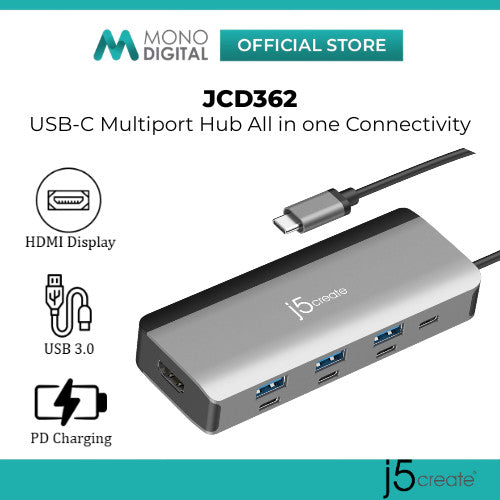 MONO
DIGITAL
OFFICIAL STORE
JCD362
USB-C Multiport Hub All in one Connectivity
HDMI Display
USB 3.0
PD Charging
j5create
j5create®